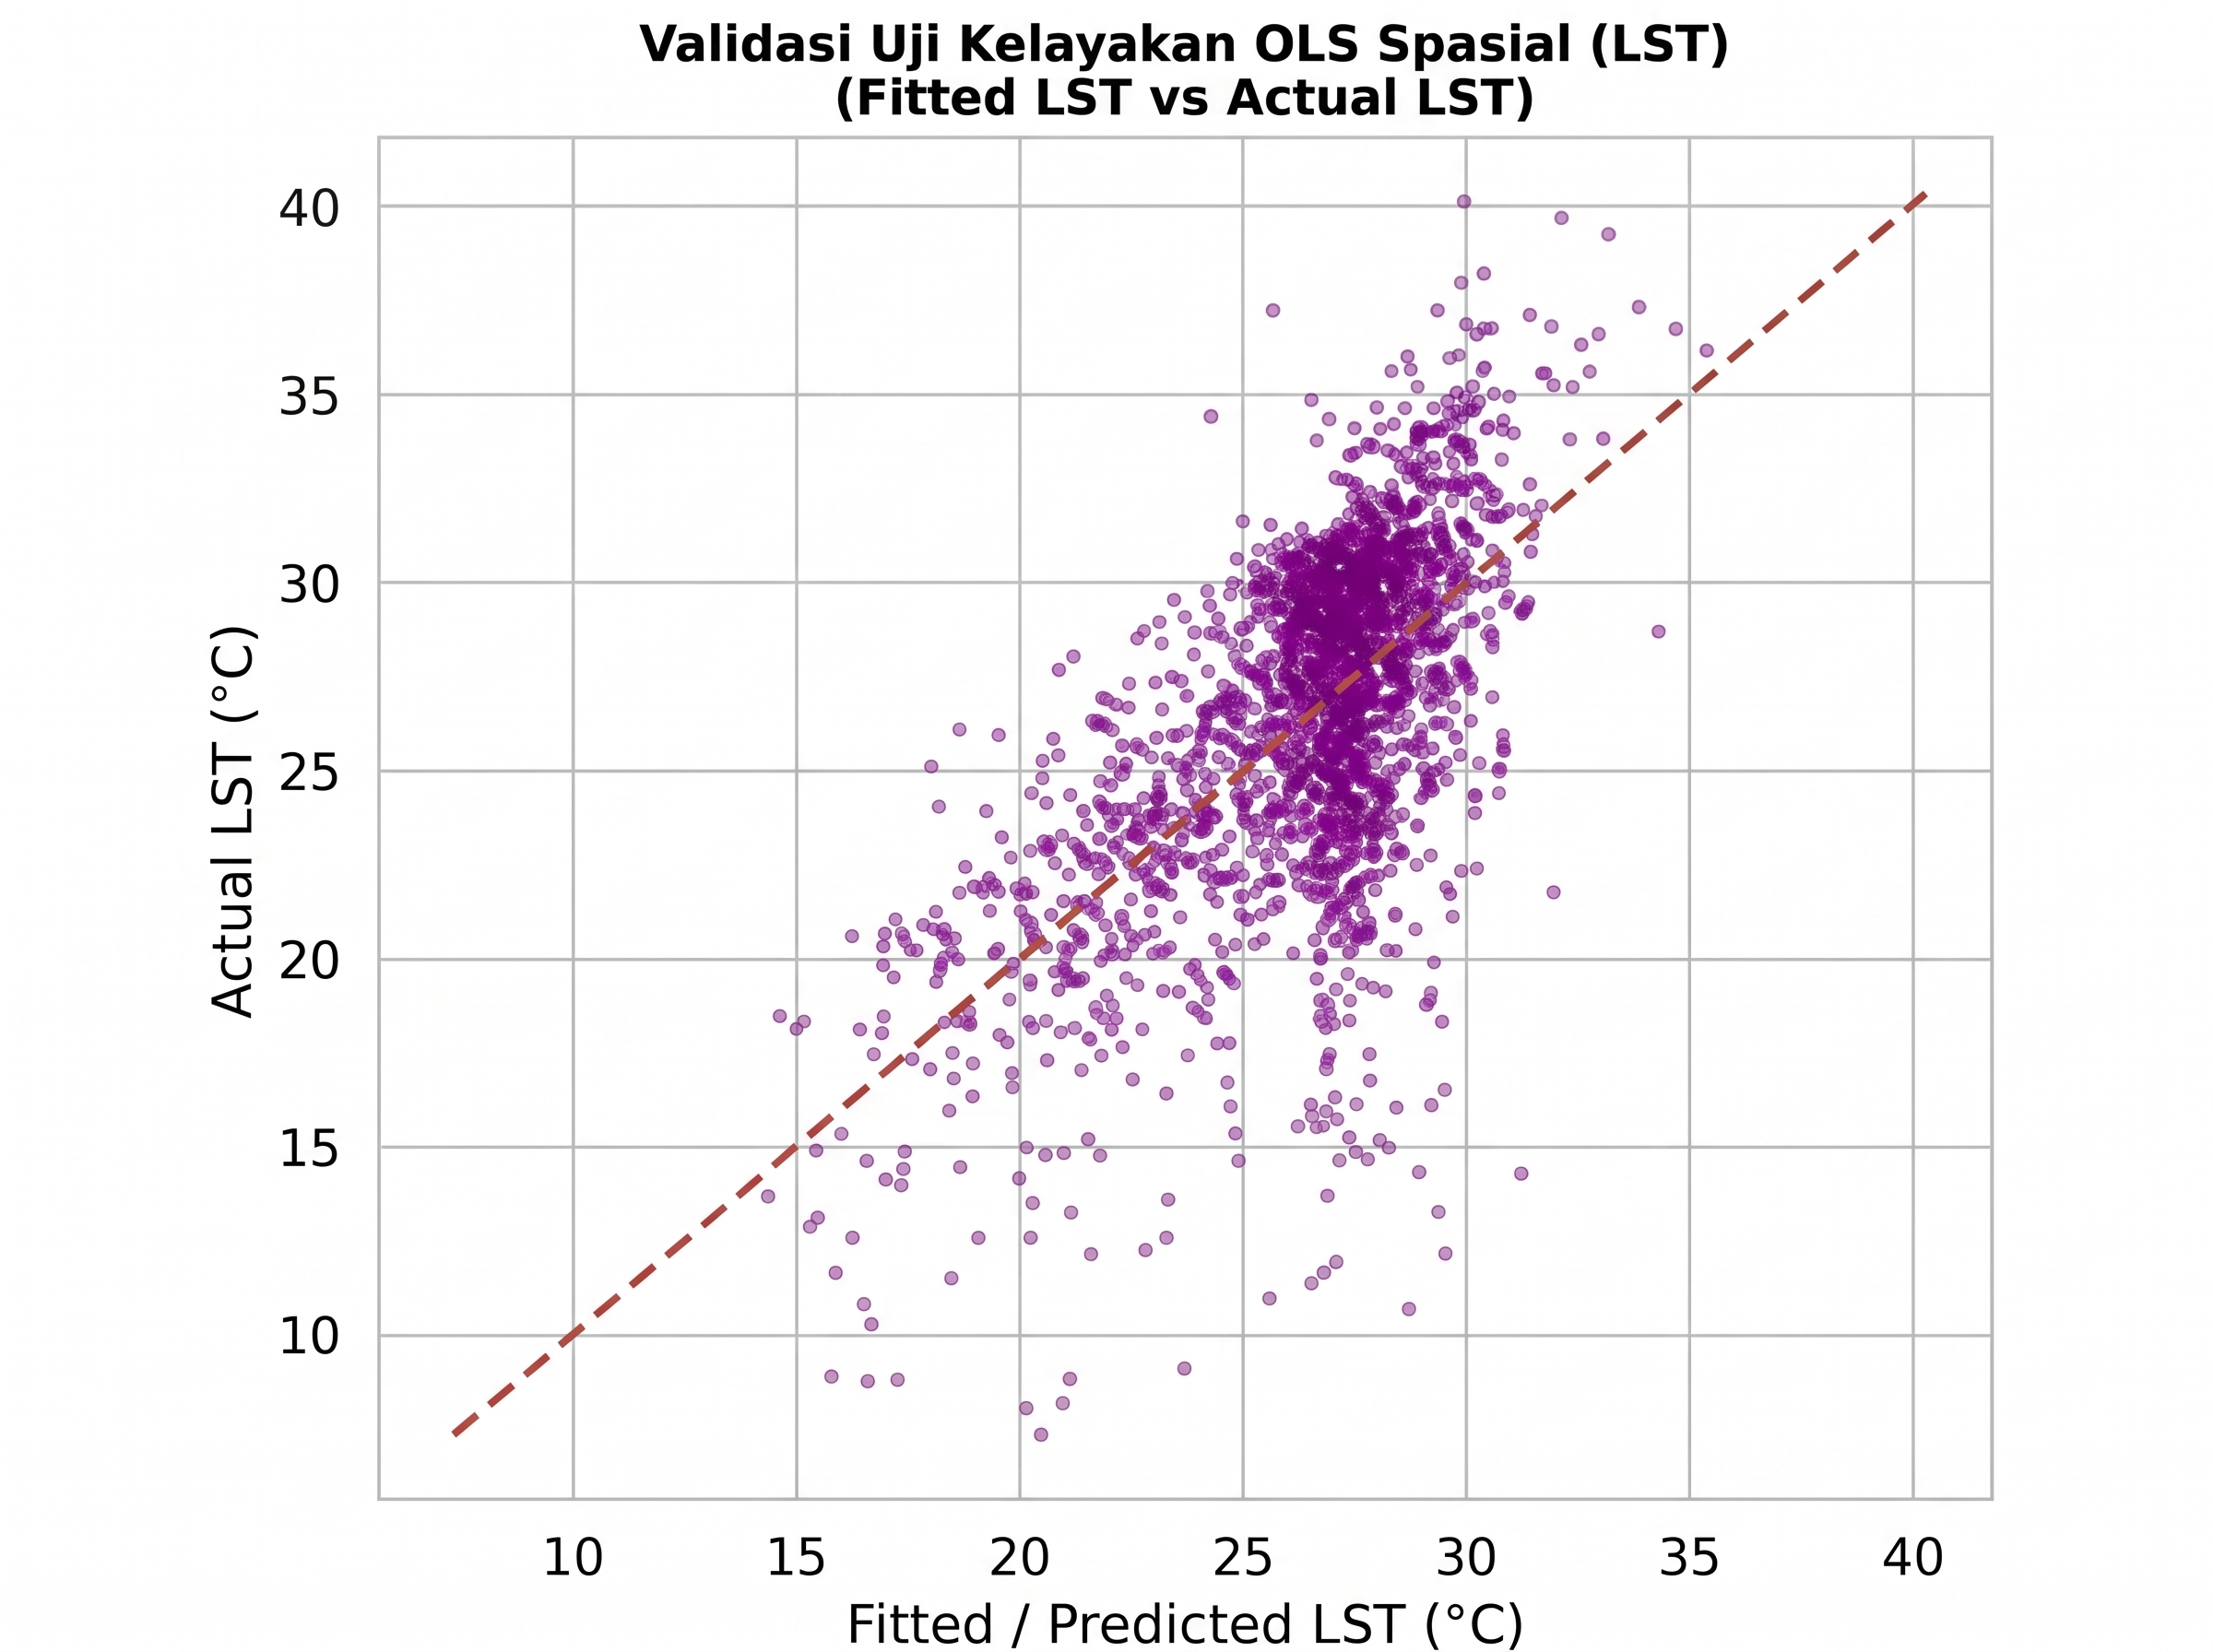 Validasi Uji Kelayakan OLS Spasial (LST)
(Fitted LST vs Actual LST)
40
35
30
25
20
15
10
Actual LST (°C)
10 15 20 25 30 35 40
Fitted / Predicted LST (°C)